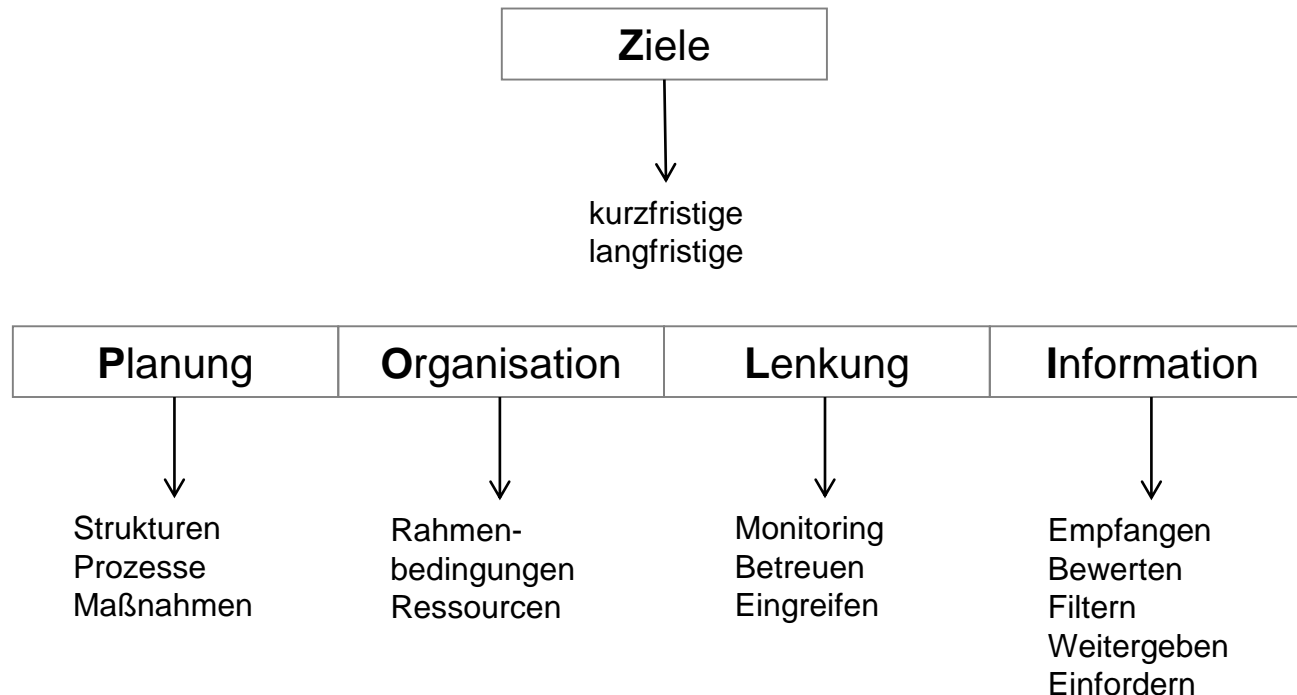 Ziele
kurzfristige
langfristige
Planung
Organisation
Lenkung
Information
Strukturen
Prozesse
Maßnahmen
Rahmen-
bedingungen
Ressourcen
Monitoring
Betreuen
Eingreifen
Empfangen
Bewerten
Filtern
Weitergeben
Einfordern